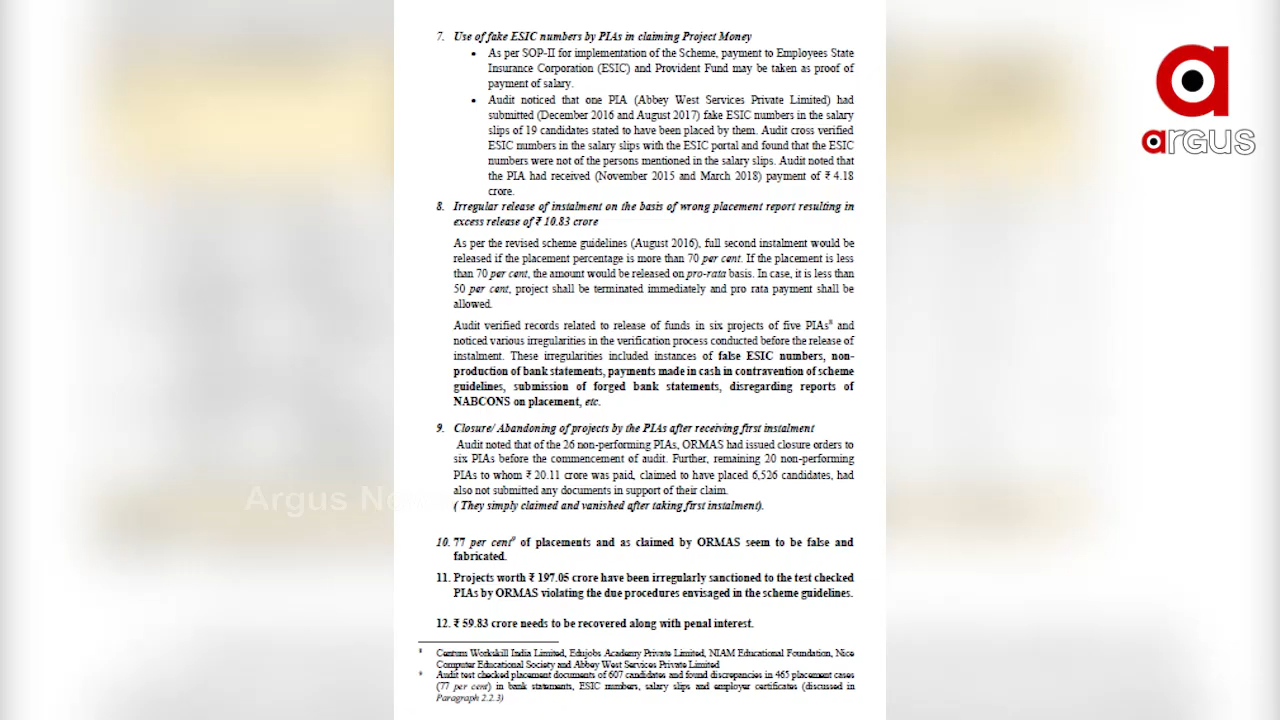 7. Use of fake ESIC numbers by PIAs in claiming Project Money
• As per SOP-II for implementation of the Scheme, payment to Employees State
Insurance Corporation (ESIC) and Provident Fund may be taken as proof of
payment of salary.
• Audit noticed that one PIA (Abbey West Services Private Limited) had
submitted (December 2016 and August 2017) fake ESIC numbers in the salary
slips of 19 candidates stated to have been placed by them. Audit cross verified
ESIC numbers in the salary slips with the ESIC portal and found that the ESIC
numbers were not of the persons mentioned in the salary slips. Audit noted that
the PIA had received (November 2015 and March 2018) payment of ₹ 4.18
crore.
8. Irregular release of instalment on the basis of wrong placement report resulting in
excess release of ₹ 10.83 crore
As per the revised scheme guidelines (August 2016), full second instalment would be
released if the placement percentage is more than 70 per cent. If the placement is less
than 70 per cent, the amount would be released on pro-rata basis. In case, it is less than
50 per cent, project shall be terminated immediately and pro rata payment shall be
allowed.
Audit verified records related to release of funds in six projects of five PIAs⁸ and
noticed various irregularities in the verification process conducted before the release of
instalment. These irregularities included instances of false ESIC numbers, non-
production of bank statements, payments made in cash in contravention of scheme
guidelines, submission of forged bank statements, disregarding reports of
NABCONS on placement, etc.
9. Closure/ Abandoning of projects by the PIAs after receiving first instalment
Audit noted that of the 26 non-performing PIAs, ORMAS had issued closure orders to
six PIAs before the commencement of audit. Further, remaining 20 non-performing
PIAs to whom ₹ 20.11 crore was paid, claimed to have placed 6,526 candidates, had
also not submitted any documents in support of their claim.
( They simply claimed and vanished after taking first instalment).
10. 77 per cent⁹ of placements and as claimed by ORMAS seem to be false and
fabricated.
11. Projects worth ₹ 197.05 crore have been irregularly sanctioned to the test checked
PIAs by ORMAS violating the due procedures envisaged in the scheme guidelines.
12. ₹ 59.83 crore needs to be recovered along with penal interest.
⁸ Centum Workskill India Limited, Edujobs Academy Private Limited, NIAM Educational Foundation, Nice
Computer Educational Society and Abbey West Services Private Limited
⁹ Audit test checked placement documents of 607 candidates and found discrepancies in 465 placement cases
(77 per cent) in bank statements, ESIC numbers, salary slips and employer certificates (discussed in
Paragraph 2.2.3)
argus
Argus